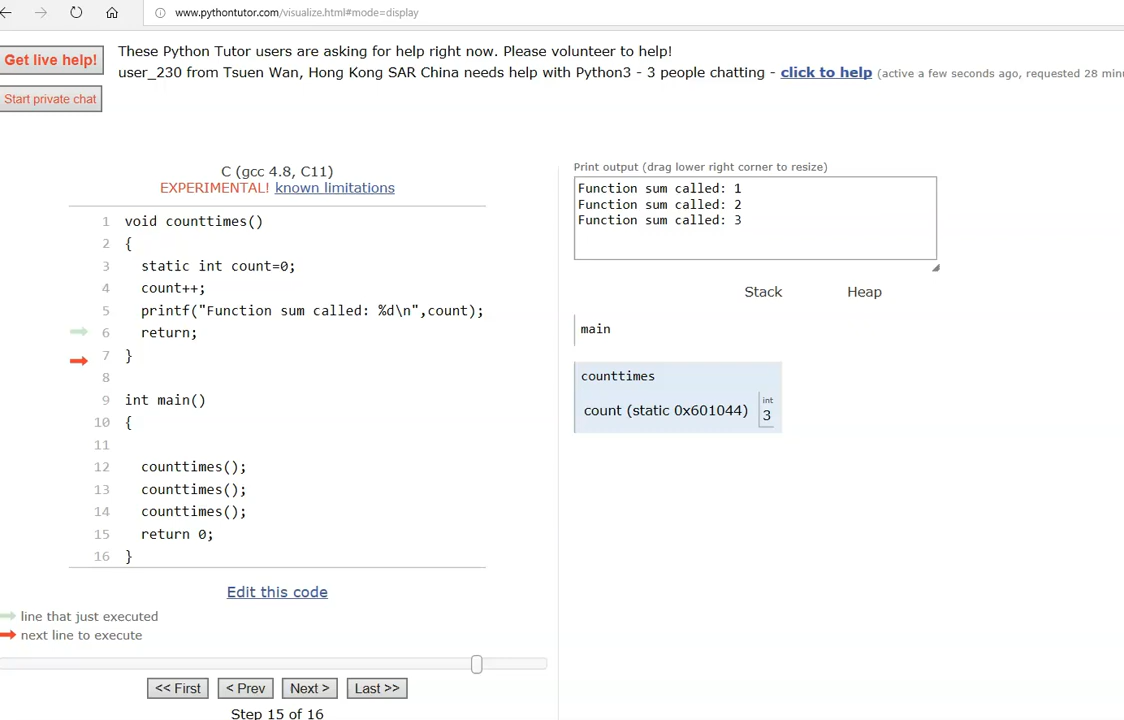 www.pythontutor.com/visualize.html#mode=display
Get live help!
These Python Tutor users are asking for help right now. Please volunteer to help!
user_230 from Tsuen Wan, Hong Kong SAR China needs help with Python3 - 3 people chatting - click to help (active a few seconds ago, requested 28
Start private chat
C (gcc 4.8, C11)
EXPERIMENTAL! known limitations
1 void counttimes()
2 {
3 static int count=0;
4 count++;
5 printf("Function sum called: %d\n",count);
6 return;
7 }
8
9 int main()
10 {
11
12 counttimes();
13 counttimes();
14 counttimes();
15 return 0;
16 }
Edit this code
line that just executed
next line to execute
<< First
< Prev
Next >
Last >>
Step 15 of 16
Print output (drag lower right corner to resize)
Function sum called: 1
Function sum called: 2
Function sum called: 3
Stack
Heap
main
counttimes
count (static 0x601044)
int
3